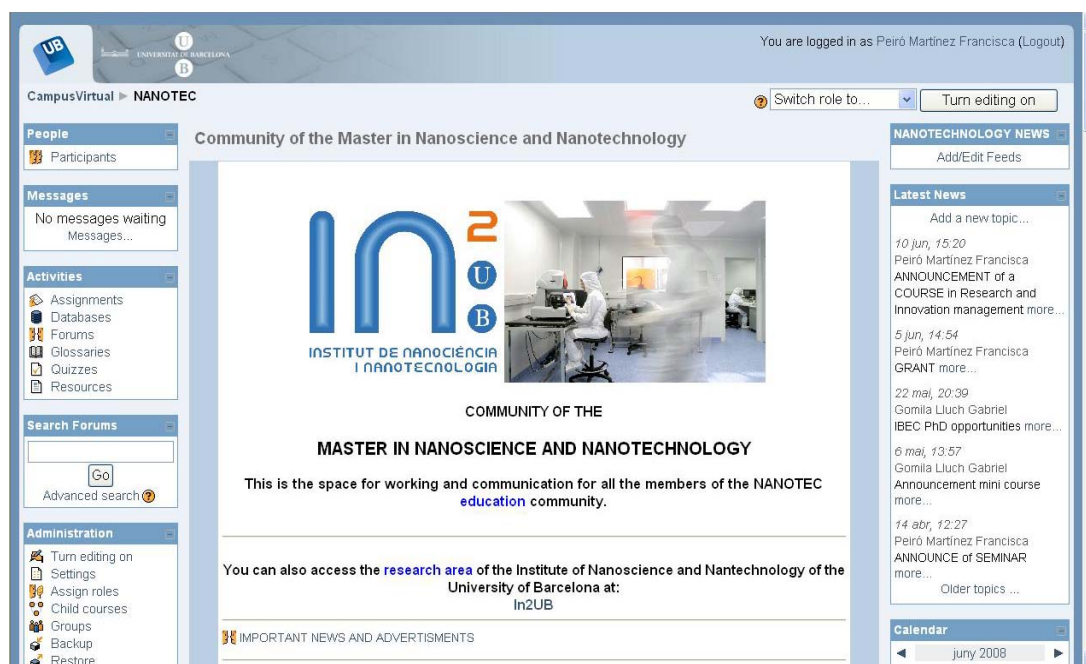 UB
UNIVERSITAT DE BARCELONA
U
B
You are logged in as Peiró Martínez Francisca (Logout)
CampusVirtual ► NANOTEC
Switch role to...
Turn editing on
People
Participants
Messages
No messages waiting
Messages...
Activities
Assignments
Databases
Forums
Glossaries
Quizzes
Resources
Search Forums
Go
Advanced search
Administration
Turn editing on
Settings
Assign roles
Child courses
Groups
Backup
Restore
Community of the Master in Nanoscience and Nanotechnology
IN2
U
B
INSTITUT DE NANOCIÈNCIA
I NANOTECNOLOGIA
COMMUNITY OF THE
MASTER IN NANOSCIENCE AND NANOTECHNOLOGY
This is the space for working and communication for all the members of the NANOTEC
education community.
You can also access the research area of the Institute of Nanoscience and Nantechnology of the
University of Barcelona at:
In2UB
IMPORTANT NEWS AND ADVERTISMENTS
NANOTECHNOLOGY NEWS
Add/Edit Feeds
Latest News
Add a new topic...
10 jun, 15:20
Peiró Martínez Francisca
ANNOUNCEMENT of a
COURSE in Research and
Innovation management more...
5 jun, 14:54
Peiró Martínez Francisca
GRANT more...
22 mai, 20:39
Gomila Lluch Gabriel
IBEC PhD opportunities more...
6 mai, 13:57
Gomila Lluch Gabriel
Announcement mini course
more...
14 abr, 12:27
Peiró Martínez Francisca
ANNOUNCE of SEMINAR
more...
Older topics ...
Calendar
◄ juny 2008 ►